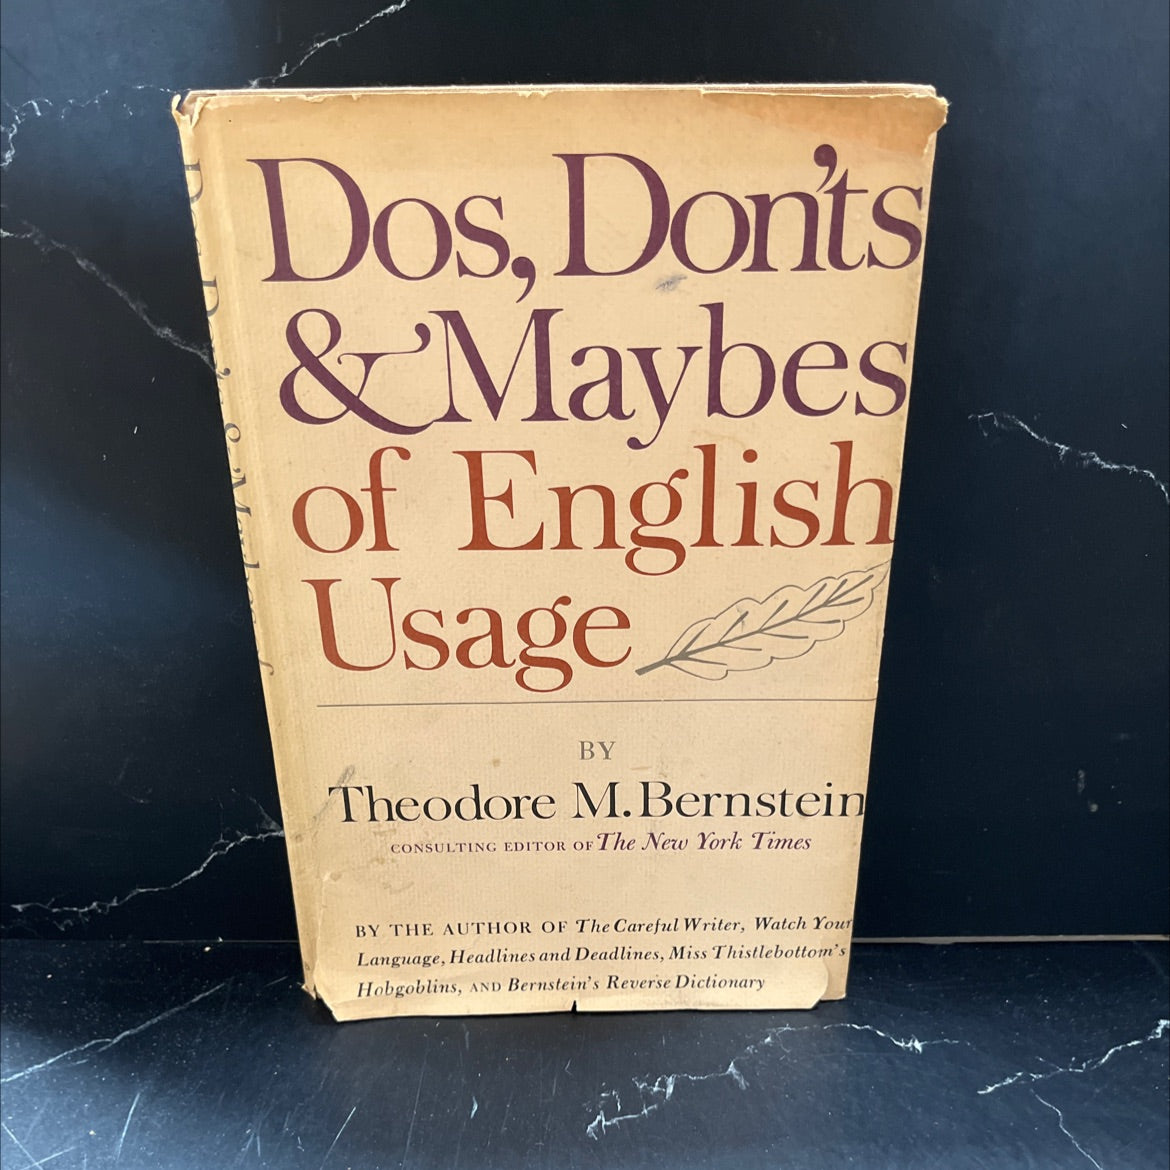 Dos, Don'ts
& Maybes
of English
Usage
BY
Theodore M. Bernstein
CONSULTING EDITOR OF The New York Times
BY THE AUTHOR OF The Careful Writer, Watch Your
Language, Headlines and Deadlines, Miss Thistlebottom's
Hobgoblins, AND Bernstein's Reverse Dictionary